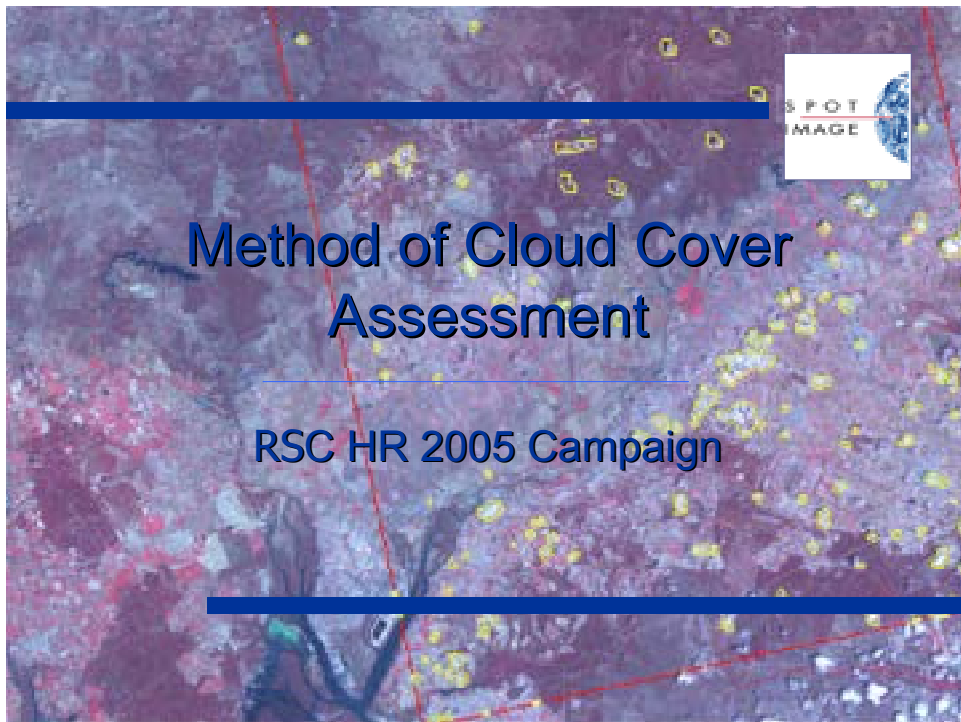 SPOT
IMAGE
Method of Cloud Cover
Assessment
RSC HR 2005 Campaign